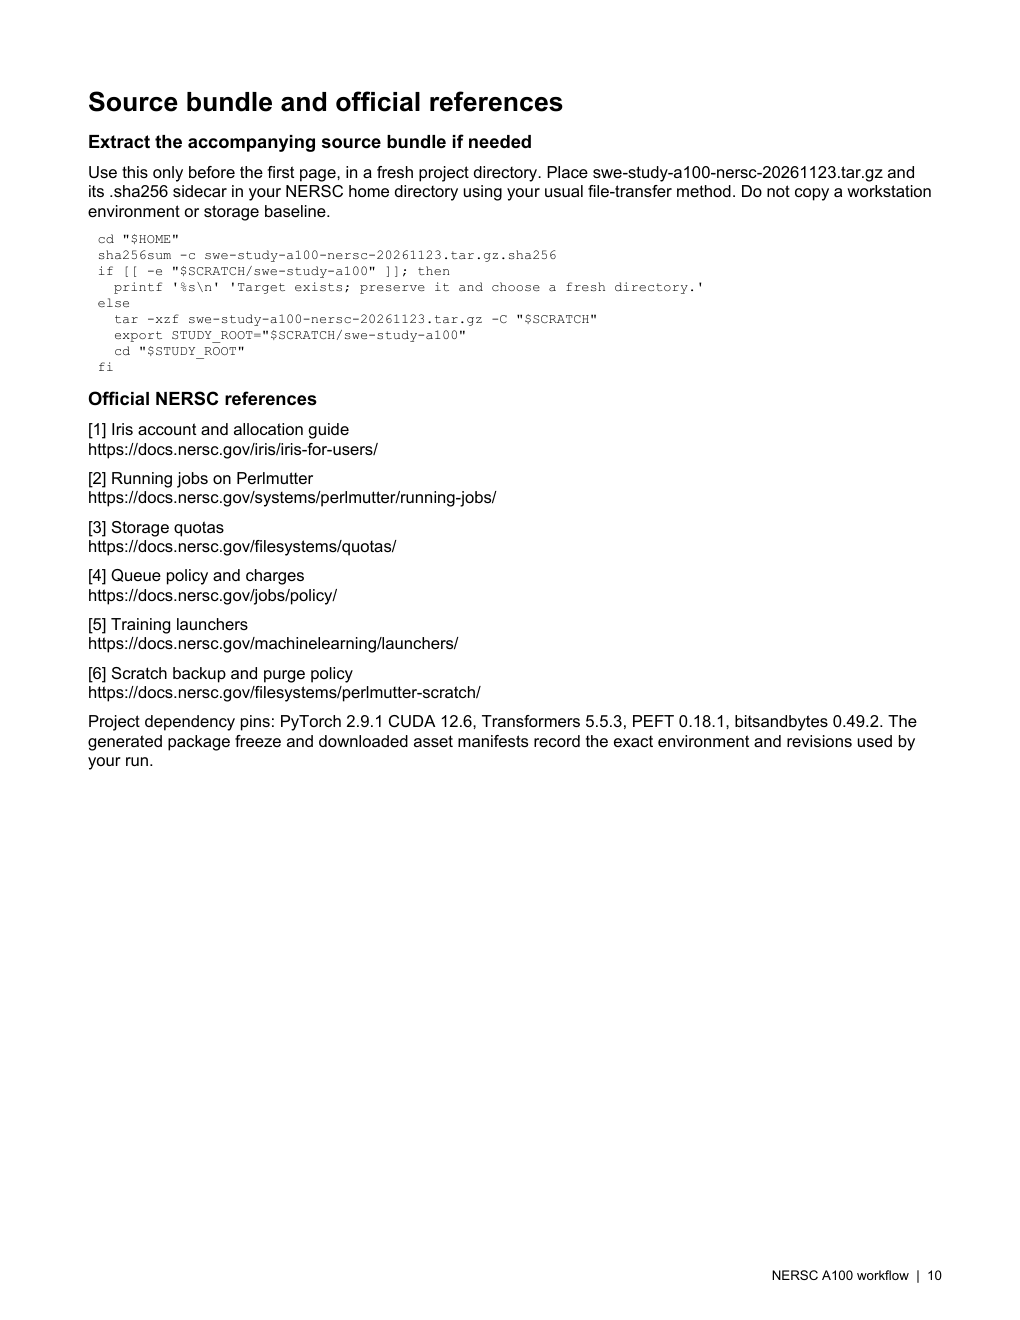 Source bundle and official references
Extract the accompanying source bundle if needed
Use this only before the first page, in a fresh project directory. Place swe-study-a100-nersc-20261123.tar.gz and
its .sha256 sidecar in your NERSC home directory using your usual file-transfer method. Do not copy a workstation
environment or storage baseline.
cd "$HOME"
sha256sum -c swe-study-a100-nersc-20261123.tar.gz.sha256
if [[ -e "$SCRATCH/swe-study-a100" ]]; then
  printf '%s\n' 'Target exists; preserve it and choose a fresh directory.'
else
  tar -xzf swe-study-a100-nersc-20261123.tar.gz -C "$SCRATCH"
  export STUDY_ROOT="$SCRATCH/swe-study-a100"
  cd "$STUDY_ROOT"
fi
Official NERSC references
[1] Iris account and allocation guide
https://docs.nersc.gov/iris/iris-for-users/
[2] Running jobs on Perlmutter
https://docs.nersc.gov/systems/perlmutter/running-jobs/
[3] Storage quotas
https://docs.nersc.gov/filesystems/quotas/
[4] Queue policy and charges
https://docs.nersc.gov/jobs/policy/
[5] Training launchers
https://docs.nersc.gov/machinelearning/launchers/
[6] Scratch backup and purge policy
https://docs.nersc.gov/filesystems/perlmutter-scratch/
Project dependency pins: PyTorch 2.9.1 CUDA 12.6, Transformers 5.5.3, PEFT 0.18.1, bitsandbytes 0.49.2. The
generated package freeze and downloaded asset manifests record the exact environment and revisions used by
your run.
NERSC A100 workflow | 10